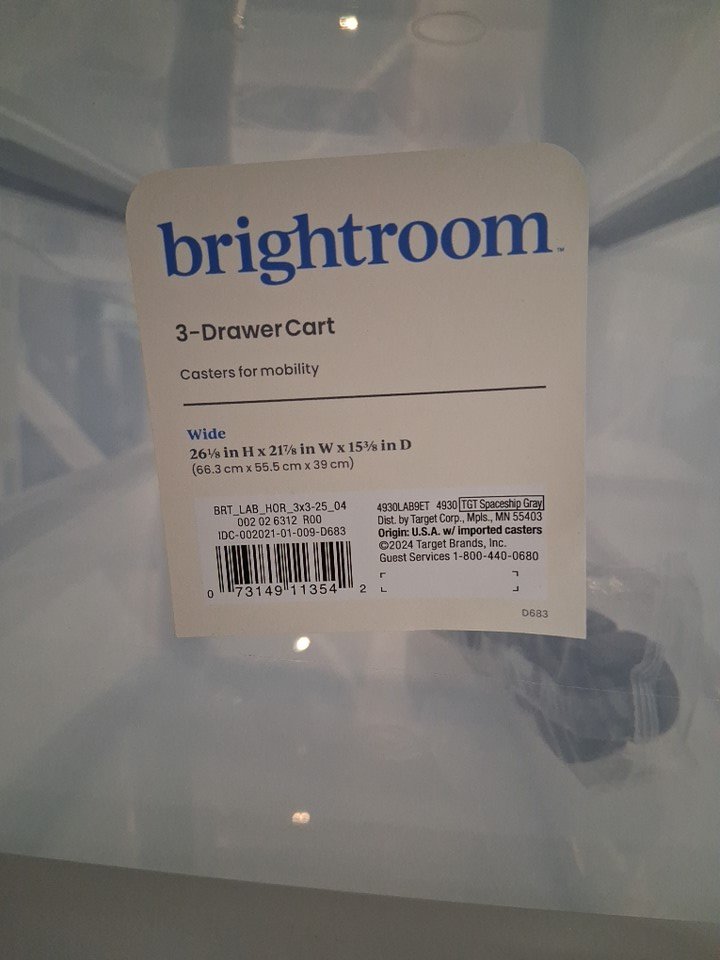 brightroom™
3-Drawer Cart
Casters for mobility
Wide
26⅛ in H x 21⅞ in W x 15⅜ in D
(66.3 cm x 55.5 cm x 39 cm)
BRT_LAB_HOR_3x3-25_04
002 02 6312 R00
IDC-002021-01-009-D683
0 73149 11354 2
4930LAB9ET 4930 TGT Spaceship Gray
Dist. by Target Corp., Mpls., MN 55403
Origin: U.S.A. w/ imported casters
©2024 Target Brands, Inc.
Guest Services 1-800-440-0680
D683